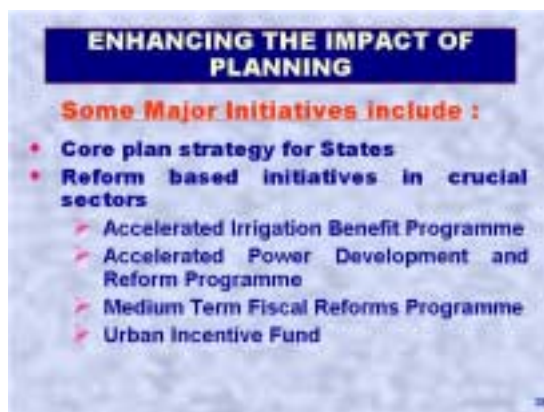 ENHANCING THE IMPACT OF
PLANNING
Some Major Initiatives include :
• Core plan strategy for States
• Reform based initiatives in crucial
sectors
➢ Accelerated Irrigation Benefit Programme
➢ Accelerated Power Development and
Reform Programme
➢ Medium Term Fiscal Reforms Programme
➢ Urban Incentive Fund